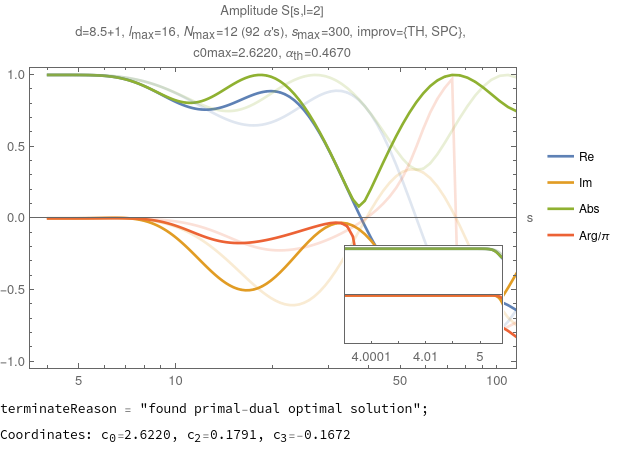 Amplitude S[s,l=2]
d=8.5+1, lmax=16, Nmax=12 (92 α's), smax=300, improv={TH, SPC},
c0max=2.6220, αth=0.4670
1.0
0.5
0.0
−0.5
−1.0
s
4.0001 4.01 5
5 10 50 100
Re
Im
Abs
Arg/π
terminateReason = "found primal-dual optimal solution";
Coordinates: c0=2.6220, c2=0.1791, c3=-0.1672